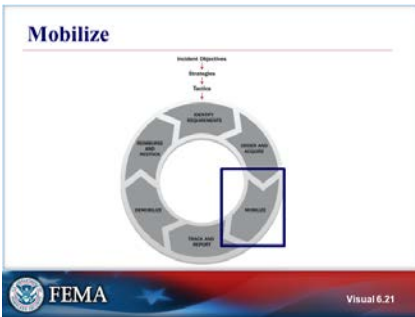 Mobilize
Incident Objectives
Strategies
Tactics
IDENTIFY
REQUIREMENTS
ORDER AND
ACQUIRE
MOBILIZE
TRACK AND
REPORT
DEMOBILIZE
REIMBURSE
AND
RESTOCK
FEMA
Visual 6.21